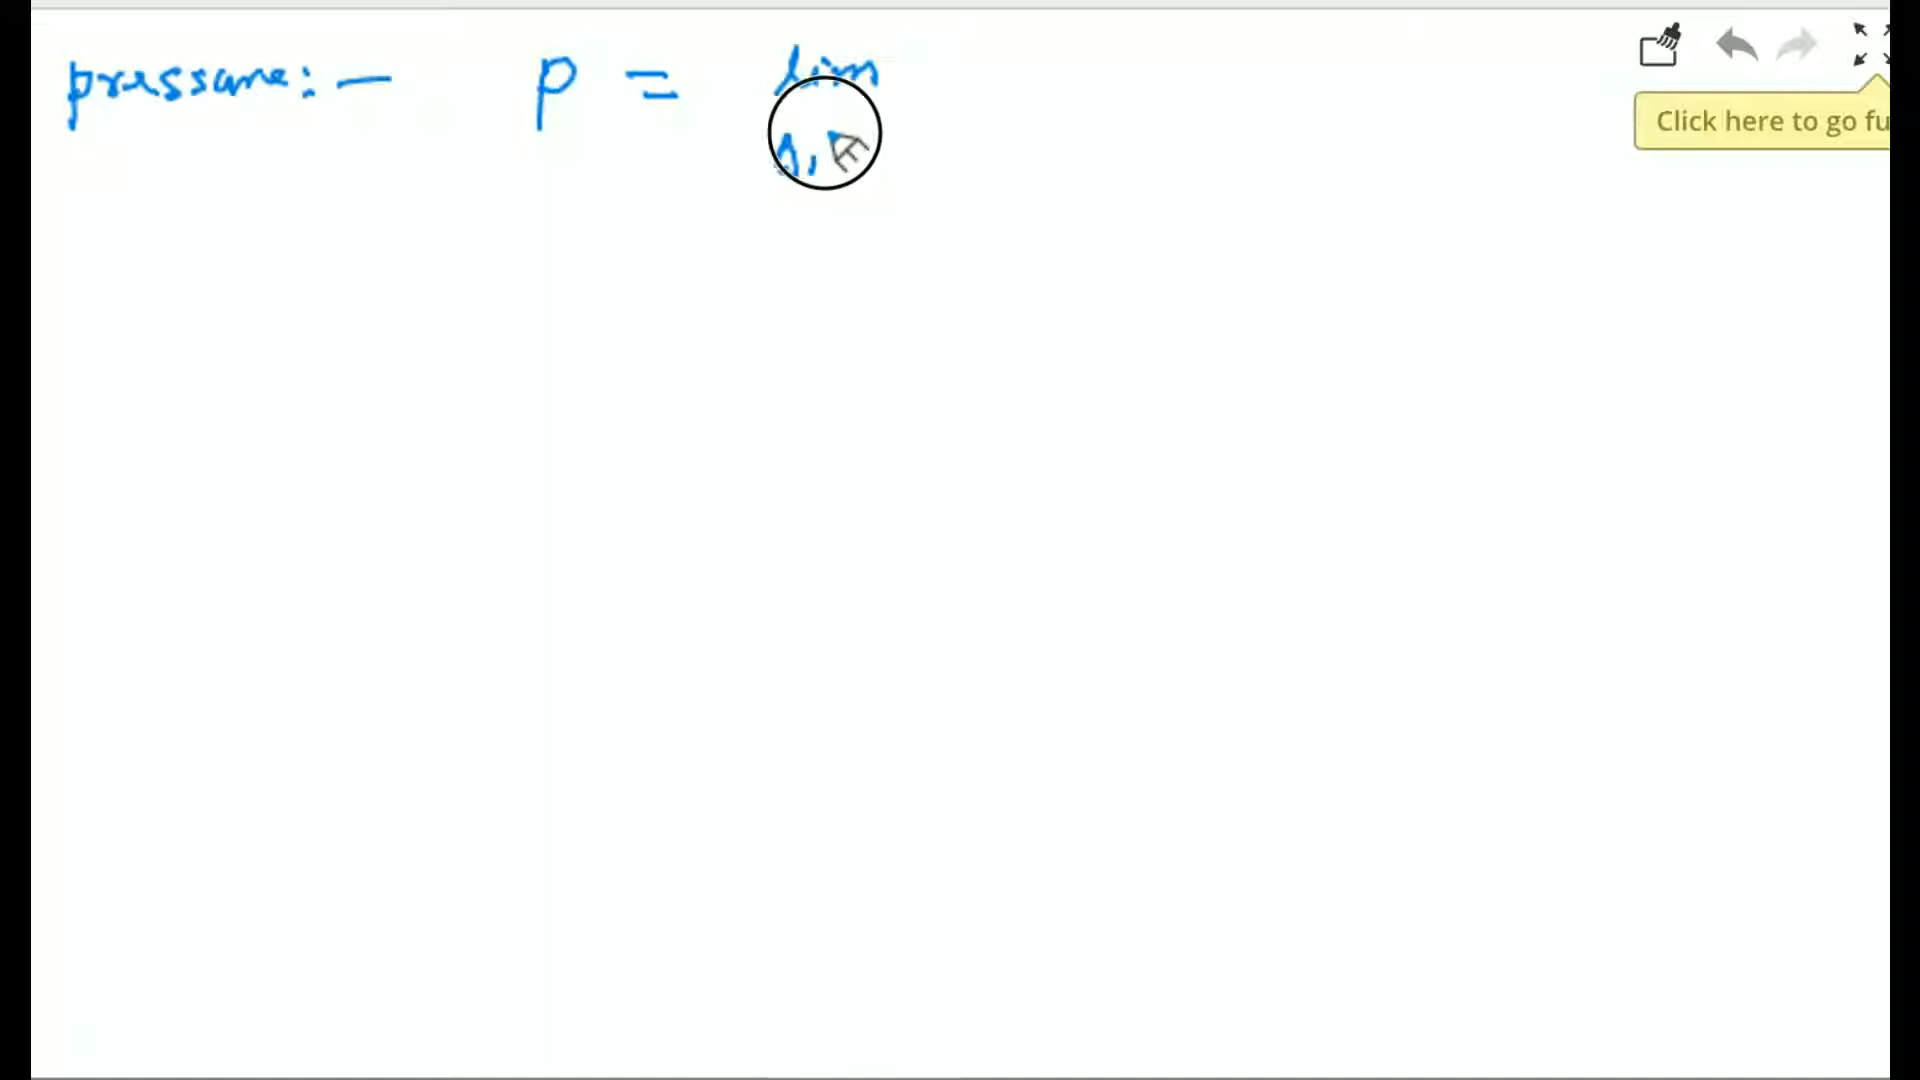 pressure:— P = lim
Click here to go fu